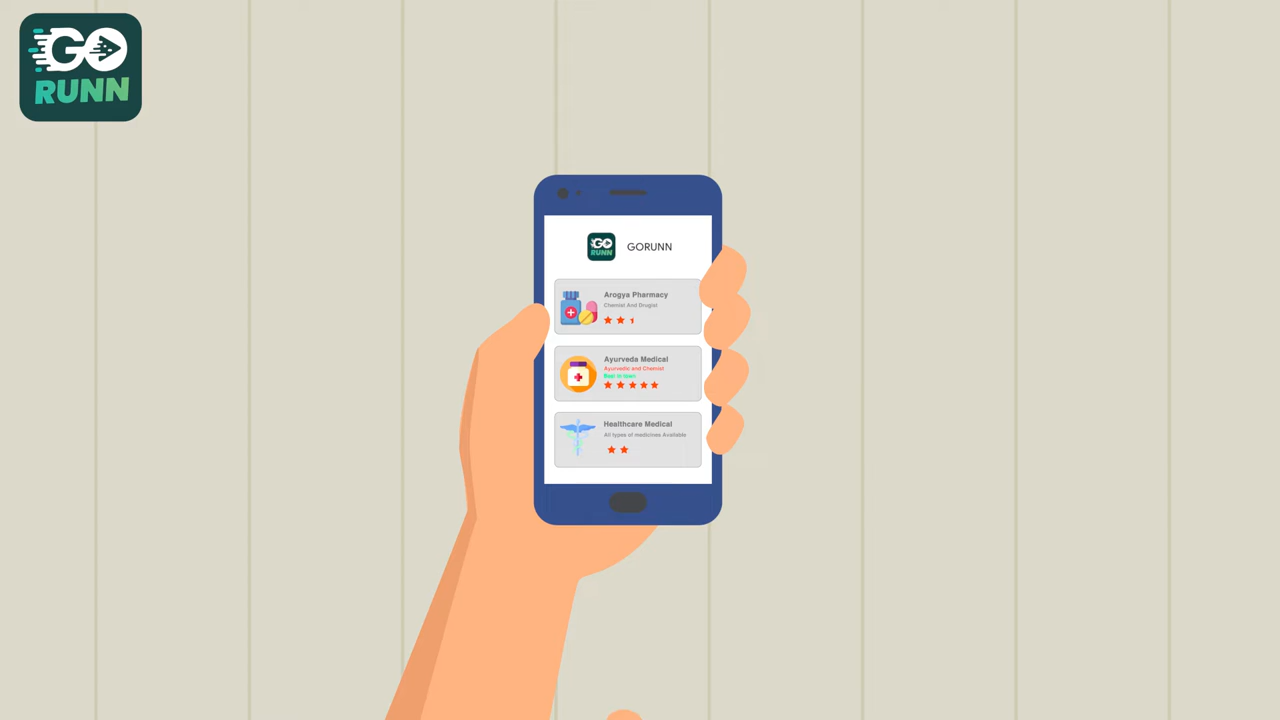 GO
RUNN
GO
RUNN
GORUNN
Arogya Pharmacy
Chemist And Drugist
Ayurveda Medical
Ayurvedic and Chemist
Best in town
Healthcare Medical
All types of medicines Available